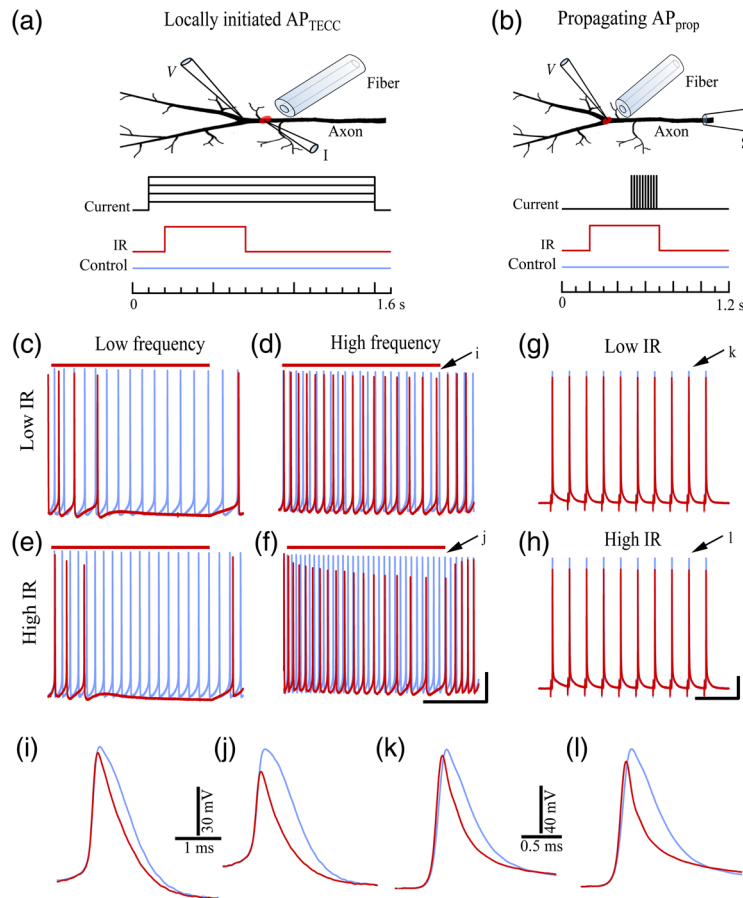 (a) Locally initiated AP_TECC
V
Fiber
Axon
I
Current
IR
Control
0
1.6 s
(b) Propagating AP_prop
V
Fiber
Axon
Current
IR
Control
0
1.2 s
(c) Low frequency
(d) High frequency
i
(g) Low IR
k
Low IR
(e)
(f)
j
(h) High IR
l
High IR
(i)
(j)
(k)
(l)
30 mV
1 ms
40 mV
0.5 ms